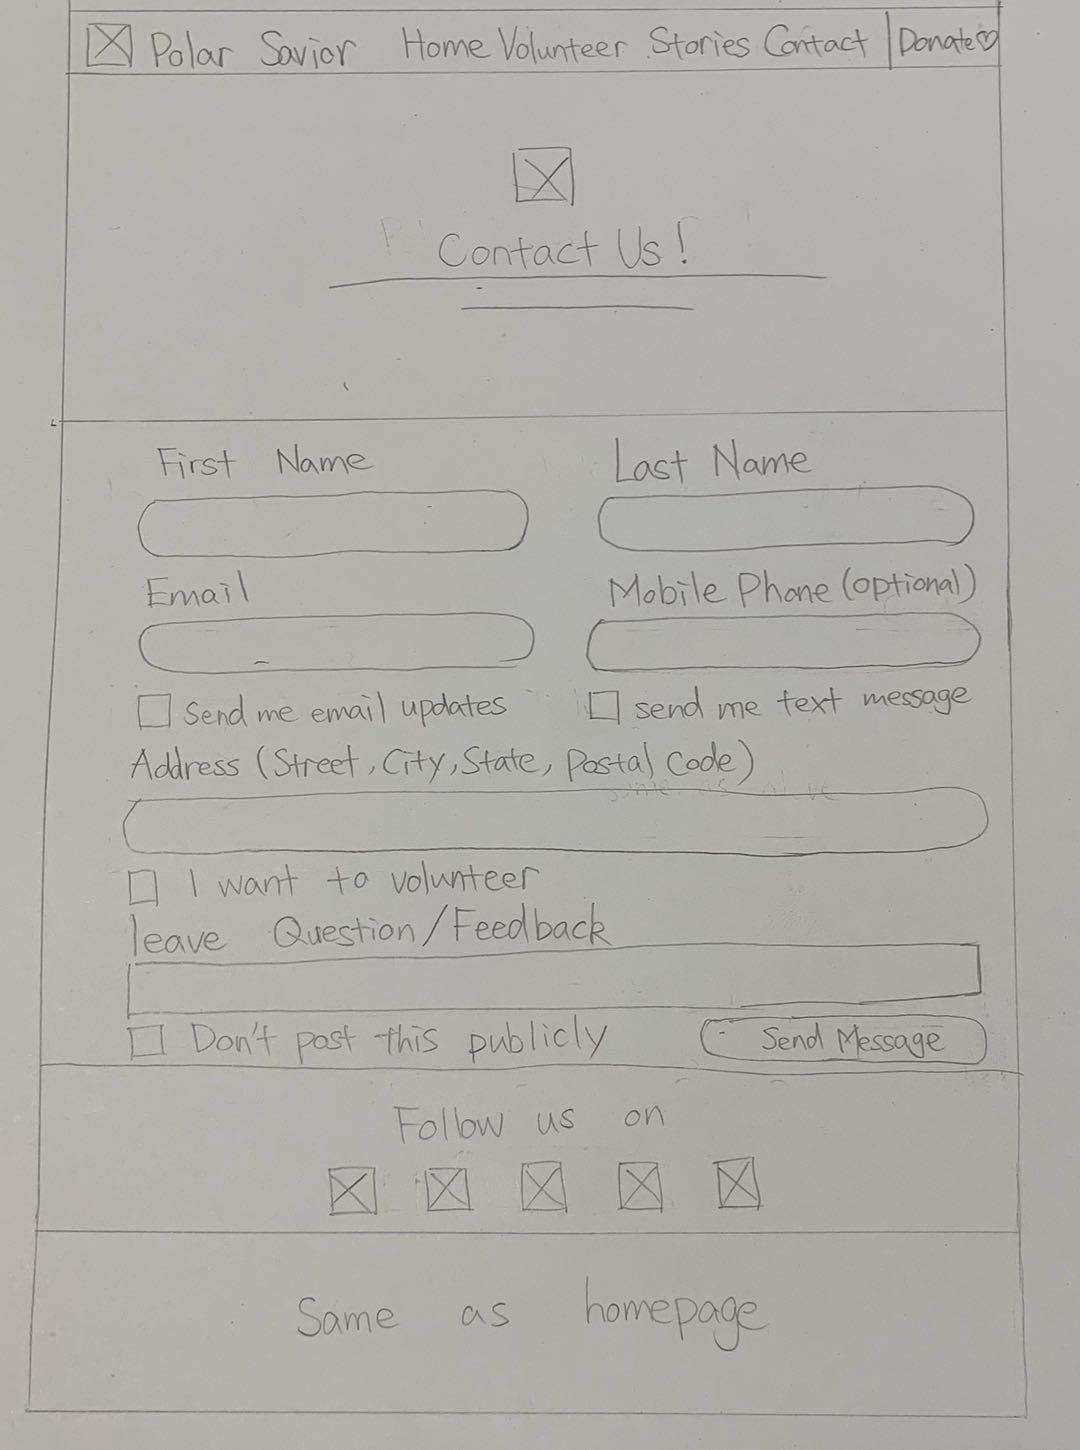 Polar Savior Home Volunteer Stories Contact Donate♡
Contact Us!
First Name Last Name
Email Mobile Phone (optional)
Send me email updates send me text message
Address (Street, City, State, Postal Code)
I want to volunteer
leave Question/Feedback
Don't post this publicly Send Message
Follow us on
Same as homepage